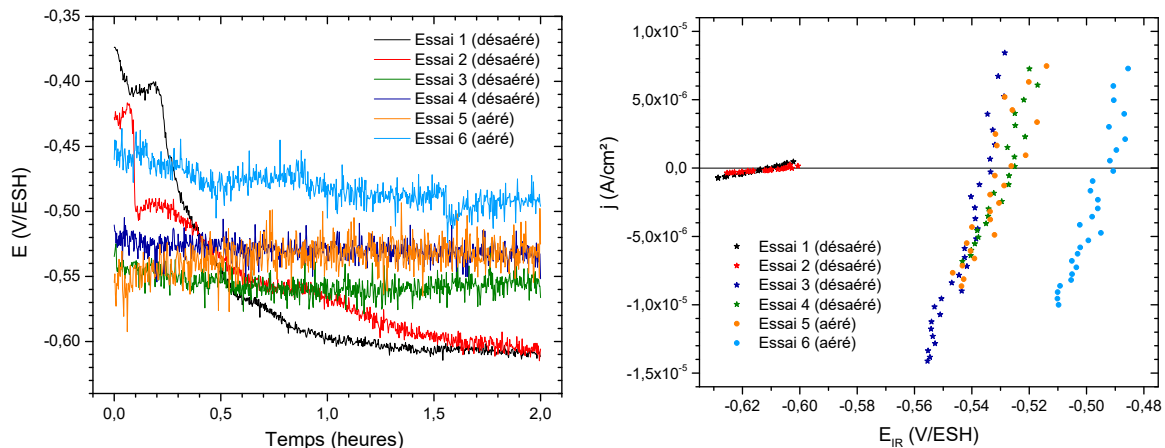 Essai 1 (désaéré)
Essai 2 (désaéré)
Essai 3 (désaéré)
Essai 4 (désaéré)
Essai 5 (aéré)
Essai 6 (aéré)
-0,35
-0,40
-0,45
-0,50
-0,55
-0,60
E (V/ESH)
0,0
0,5
1,0
1,5
2,0
Temps (heures)
1,0x10⁻⁵
5,0x10⁻⁶
0,0
-5,0x10⁻⁶
-1,0x10⁻⁵
-1,5x10⁻⁵
j (A/cm²)
Essai 1 (désaéré)
Essai 2 (désaéré)
Essai 3 (désaéré)
Essai 4 (désaéré)
Essai 5 (aéré)
Essai 6 (aéré)
-0,62
-0,60
-0,58
-0,56
-0,54
-0,52
-0,50
-0,48
E_IR (V/ESH)